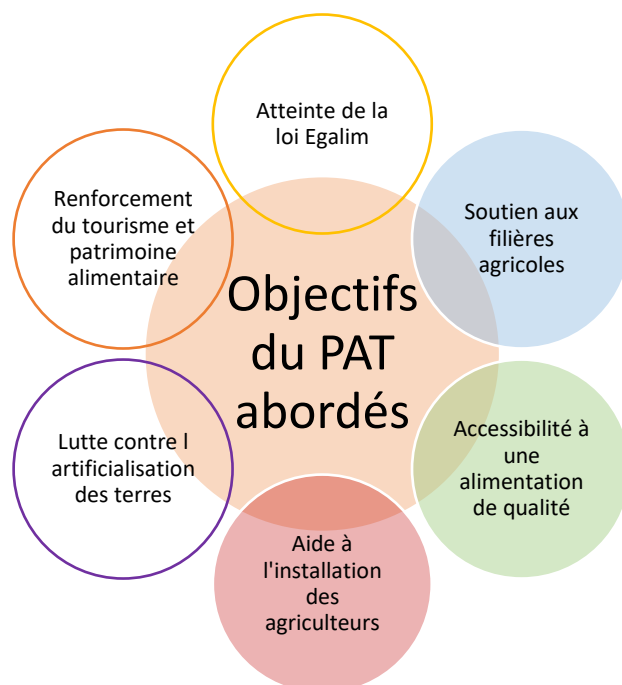 Atteinte de la
loi Egalim
Soutien aux
filières
agricoles
Accessibilité à
une
alimentation
de qualité
Aide à
l'installation
des
agriculteurs
Lutte contre l
artificialisation
des terres
Renforcement
du tourisme et
patrimoine
alimentaire
Objectifs
du PAT
abordés